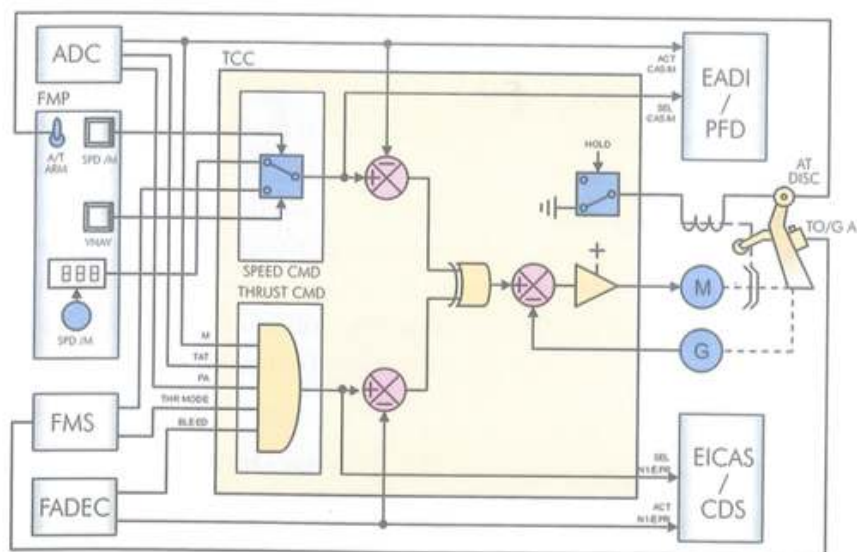 ADC
FMP
A/T
ARM
SPD /M
VNAV
888
SPD /M
FMS
FADEC
TCC
SPEED CMD
THRUST CMD
M
TAT
PA
THR MODE
BLEED
HOLD
+
−
+
−
+
−
+
ACT
CAS/M
SEL
CAS/M
EADI
/
PFD
AT
DISC
TO/G A
M
G
SEL
N1/EPR
ACT
N1/EPR
EICAS
/
CDS